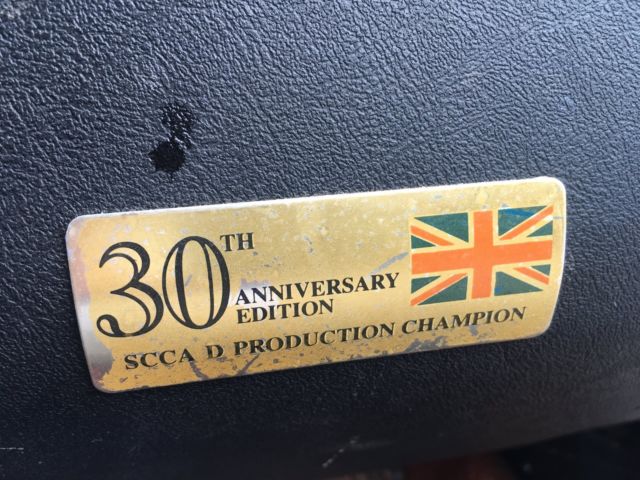 30TH
ANNIVERSARY
EDITION
SCCA D PRODUCTION CHAMPION